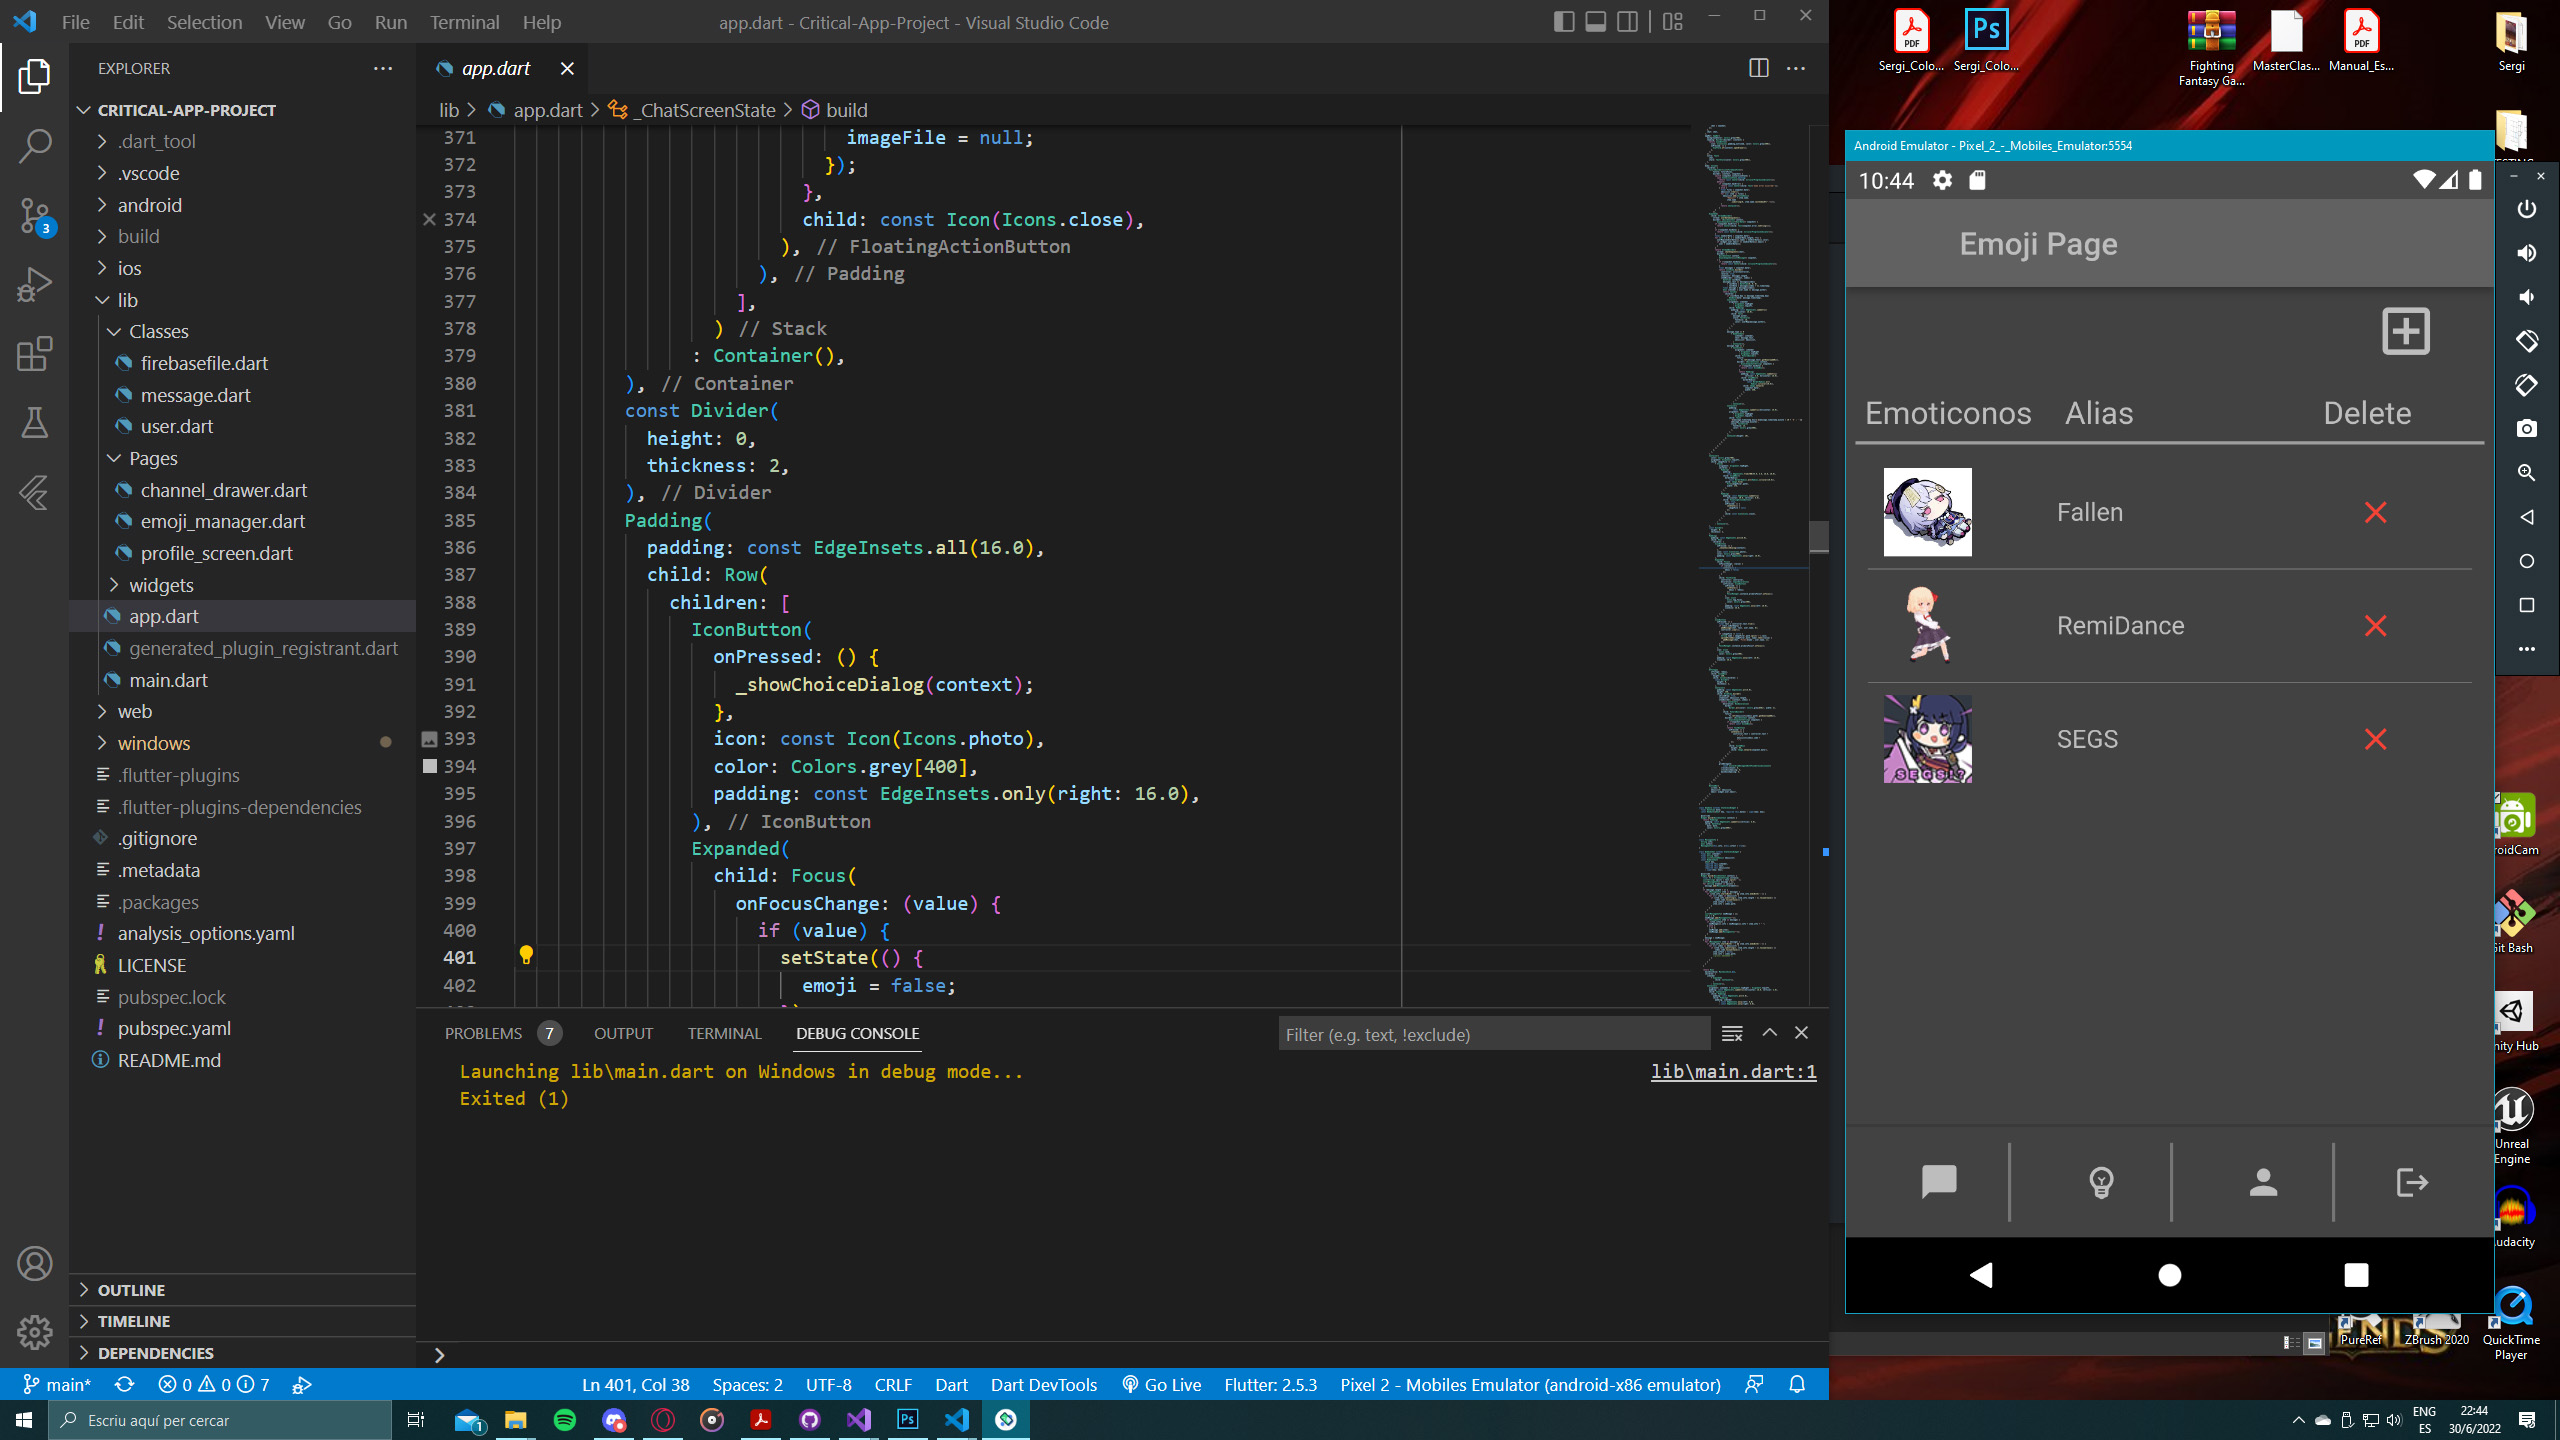 File Edit Selection View Go Run Terminal Help
app.dart - Critical-App-Project - Visual Studio Code
EXPLORER
CRITICAL-APP-PROJECT
.dart_tool
.vscode
android
build
ios
lib
Classes
firebasefile.dart
message.dart
user.dart
Pages
channel_drawer.dart
emoji_manager.dart
profile_screen.dart
widgets
app.dart
generated_plugin_registrant.dart
main.dart
web
windows
.flutter-plugins
.flutter-plugins-dependencies
.gitignore
.metadata
.packages
analysis_options.yaml
LICENSE
pubspec.lock
pubspec.yaml
README.md
OUTLINE
TIMELINE
DEPENDENCIES
3
app.dart
lib > app.dart > _ChatScreenState > build
371 imageFile = null;
372 });
373 },
374 child: const Icon(Icons.close),
375 ), // FloatingActionButton
376 ), // Padding
377 ],
378 ) // Stack
379 : Container(),
380 ), // Container
381 const Divider(
382 height: 0,
383 thickness: 2,
384 ), // Divider
385 Padding(
386 padding: const EdgeInsets.all(16.0),
387 child: Row(
388 children: [
389 IconButton(
390 onPressed: () {
391 _showChoiceDialog(context);
392 },
393 icon: const Icon(Icons.photo),
394 color: Colors.grey[400],
395 padding: const EdgeInsets.only(right: 16.0),
396 ), // IconButton
397 Expanded(
398 child: Focus(
399 onFocusChange: (value) {
400 if (value) {
401 setState(() {
402 emoji = false;
PROBLEMS 7 OUTPUT TERMINAL DEBUG CONSOLE
Filter (e.g. text, !exclude)
Launching lib\main.dart on Windows in debug mode... lib\main.dart:1
Exited (1)
main* 0 0 7
Ln 401, Col 38 Spaces: 2 UTF-8 CRLF Dart Dart DevTools Go Live Flutter: 2.5.3 Pixel 2 - Mobiles Emulator (android-x86 emulator)
Sergi_Colo...
Sergi_Colo...
Fighting
Fantasy Ga...
MasterClas...
Manual_Es...
Sergi
PDF
Ps
PDF
Android Emulator - Pixel_2_-_Mobiles_Emulator:5554
10:44
Emoji Page
Emoticonos Alias Delete
Fallen
RemiDance
SEGS
SEGS!?
roidCam
Git Bash
nity Hub
Unreal
Engine
udacity
PureRef
ZBrush 2020
QuickTime
Player
Escriu aquí per cercar
1
Ps
ENG
ES
22:44
30/6/2022